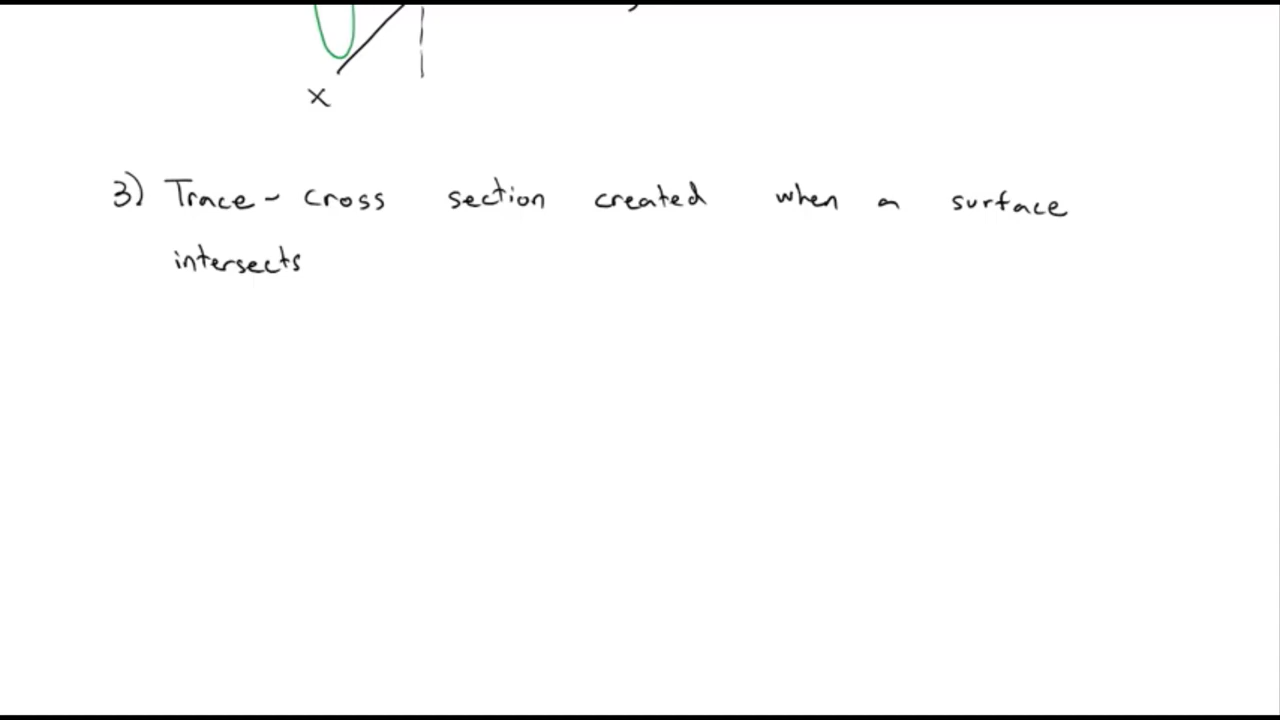 x
3) Trace - cross section created when a surface
intersects